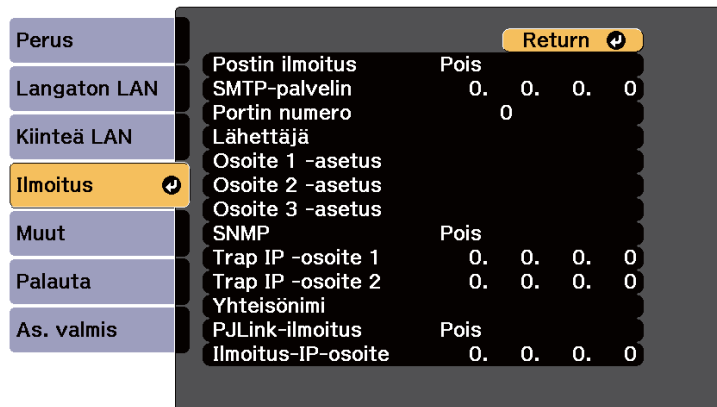 Perus
Langaton LAN
Kiinteä LAN
Ilmoitus
Muut
Palauta
As. valmis
Return
Postin ilmoitus Pois
SMTP-palvelin 0. 0. 0. 0
Portin numero 0
Lähettäjä
Osoite 1 -asetus
Osoite 2 -asetus
Osoite 3 -asetus
SNMP Pois
Trap IP -osoite 1 0. 0. 0. 0
Trap IP -osoite 2 0. 0. 0. 0
Yhteisönimi
PJLink-ilmoitus Pois
Ilmoitus-IP-osoite 0. 0. 0. 0